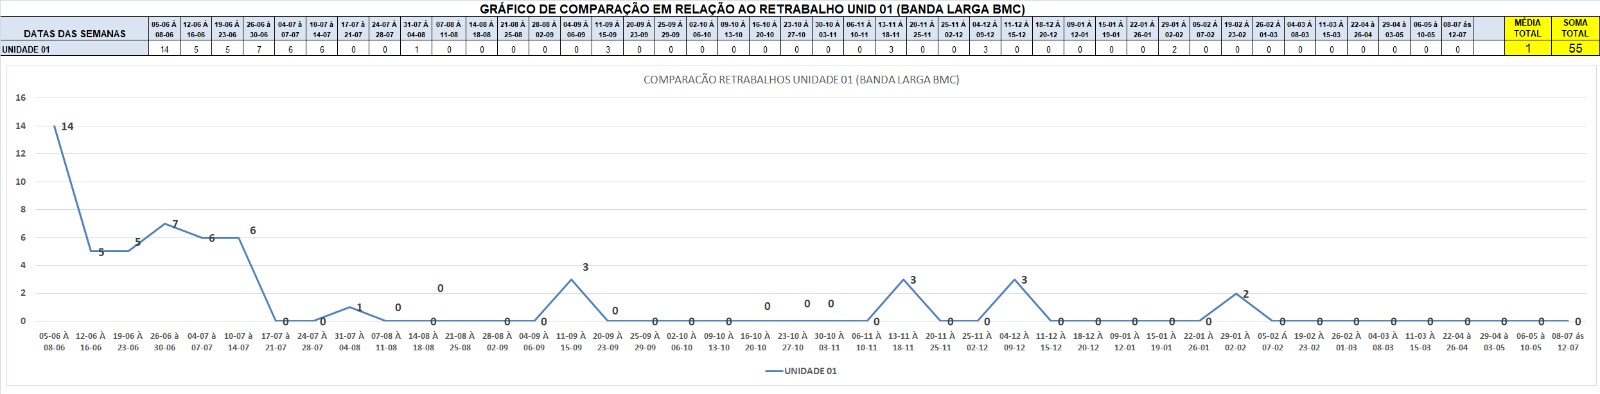 GRÁFICO DE COMPARAÇÃO EM RELAÇÃO AO RETRABALHO UNID 01 (BANDA LARGA BMC)
DATAS DAS SEMANAS
05-06 À 12-06 À 19-06 À 26-06 à 04-07 à 10-07 à 17-07 à 24-07 À 31-07 À 07-08 À 14-08 À 21-08 À 28-08 À 04-09 À 11-09 À 20-09 À 25-09 À 02-10 À 09-10 À 16-10 À 23-10 À 30-10 À 06-11 À 13-11 À 20-11 À 25-11 À 04-12 À 11-12 À 18-12 À 09-01 À 15-01 À 22-01 À 29-01 À 05-02 À 19-02 À 26-02 À 04-03 À 11-03 À 22-04 à 29-04 à 06-05 à 08-07 ás MÉDIA SOMA
08-06 16-06 23-06 30-06 07-07 14-07 21-07 28-07 04-08 11-08 18-08 25-08 02-09 06-09 15-09 23-09 29-09 06-10 13-10 20-10 27-10 03-11 10-11 18-11 25-11 02-12 09-12 15-12 20-12 12-01 19-01 26-01 02-02 07-02 23-02 01-03 08-03 15-03 26-04 03-05 10-05 12-07 TOTAL TOTAL
UNIDADE 01 14 5 5 7 6 6 0 0 1 0 0 0 0 0 3 0 0 0 0 0 0 0 0 3 0 0 3 0 0 0 0 0 2 0 0 0 0 0 0 0 0 0 1 55
COMPARACÃO RETRABALHOS UNIDADE 01 (BANDA LARGA BMC)
16
14
12
10
8
6
4
2
0
14 5 5 7 6 6 0 0 1 0 0 0 0 0 3 0 0 0 0 0 0 0 0 3 0 0 3 0 0 0 0 0 2 0 0 0 0 0 0 0 0 0
05-06 À 12-06 À 19-06 À 26-06 à 04-07 à 10-07 à 17-07 à 24-07 À 31-07 À 07-08 À 14-08 À 21-08 À 28-08 À 04-09 À 11-09 À 20-09 À 25-09 À 02-10 À 09-10 À 16-10 À 23-10 À 30-10 À 06-11 À 13-11 À 20-11 À 25-11 À 04-12 À 11-12 À 18-12 À 09-01 À 15-01 À 22-01 À 29-01 À 05-02 À 19-02 À 26-02 À 04-03 À 11-03 À 22-04 à 29-04 à 06-05 à 08-07 ás
08-06 16-06 23-06 30-06 07-07 14-07 21-07 28-07 04-08 11-08 18-08 25-08 02-09 06-09 15-09 23-09 29-09 06-10 13-10 20-10 27-10 03-11 10-11 18-11 25-11 02-12 09-12 15-12 20-12 12-01 19-01 26-01 02-02 07-02 23-02 01-03 08-03 15-03 26-04 03-05 10-05 12-07
UNIDADE 01